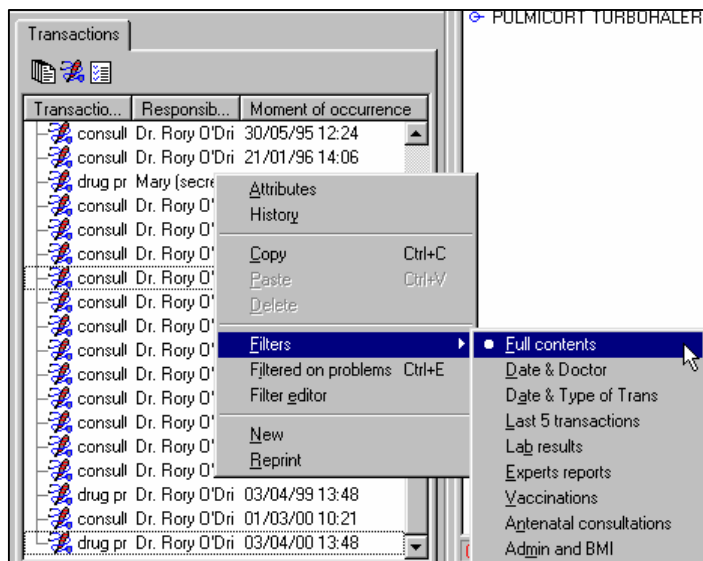 PULMICORT TURBOHALER
Transactions
Transactio... Responsib... Moment of occurrence
consult Dr. Rory O'Dri 30/05/95 12:24
consult Dr. Rory O'Dri 21/01/96 14:06
drug pr Mary (secre
consult Dr. Rory O'
consult Dr. Rory O'
consult Dr. Rory O'
consult Dr. Rory O'
consult Dr. Rory O'
consult Dr. Rory O'
consult Dr. Rory O'
consult Dr. Rory O'
consult Dr. Rory O'
consult Dr. Rory O'
consult Dr. Rory O'
consult Dr. Rory O'
drug pr Dr. Rory O'Dri 03/04/99 13:48
consult Dr. Rory O'Dri 01/03/00 10:21
drug pr Dr. Rory O'Dri 03/04/00 13:48
Attributes
History
Copy Ctrl+C
Paste Ctrl+V
Delete
Filters
Filtered on problems Ctrl+E
Filter editor
New
Reprint
Full contents
Date & Doctor
Date & Type of Trans
Last 5 transactions
Lab results
Experts reports
Vaccinations
Antenatal consultations
Admin and BMI